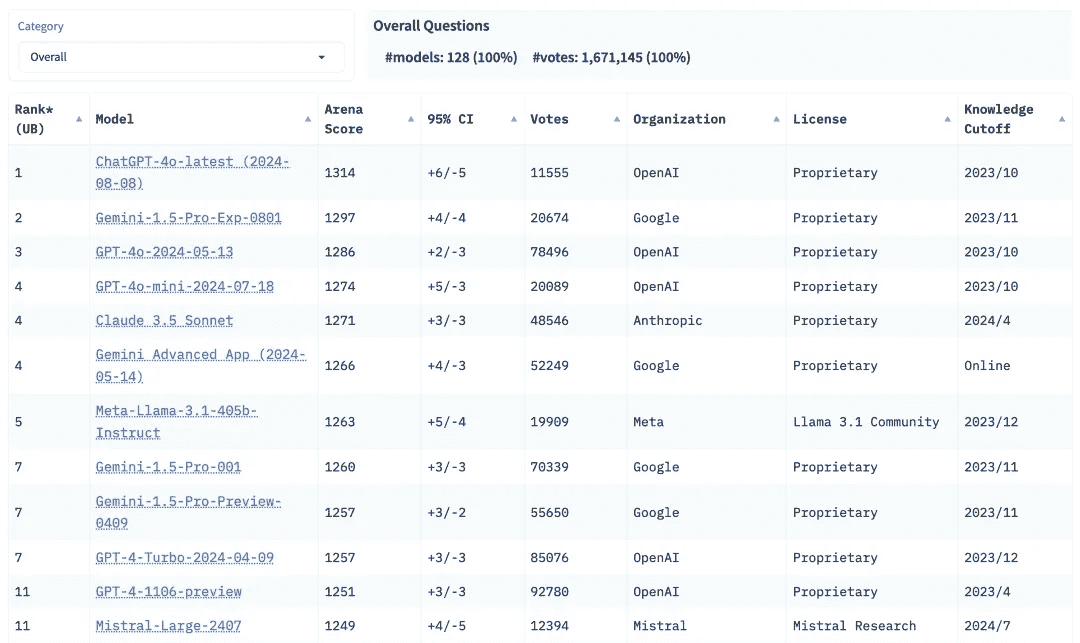 Category
Overall
Overall Questions
#models: 128 (100%) #votes: 1,671,145 (100%)
Rank* (UB) Model Arena Score 95% CI Votes Organization License Knowledge Cutoff
1 ChatGPT-4o-latest (2024-08-08) 1314 +6/-5 11555 OpenAI Proprietary 2023/10
2 Gemini-1.5-Pro-Exp-0801 1297 +4/-4 20674 Google Proprietary 2023/11
3 GPT-4o-2024-05-13 1286 +2/-3 78496 OpenAI Proprietary 2023/10
4 GPT-4o-mini-2024-07-18 1274 +5/-3 20089 OpenAI Proprietary 2023/10
4 Claude 3.5 Sonnet 1271 +3/-3 48546 Anthropic Proprietary 2024/4
4 Gemini Advanced App (2024-05-14) 1266 +4/-3 52249 Google Proprietary Online
5 Meta-Llama-3.1-405b-Instruct 1263 +5/-4 19909 Meta Llama 3.1 Community 2023/12
7 Gemini-1.5-Pro-001 1260 +3/-3 70339 Google Proprietary 2023/11
7 Gemini-1.5-Pro-Preview-0409 1257 +3/-2 55650 Google Proprietary 2023/11
7 GPT-4-Turbo-2024-04-09 1257 +3/-3 85076 OpenAI Proprietary 2023/12
11 GPT-4-1106-preview 1251 +3/-3 92780 OpenAI Proprietary 2023/4
11 Mistral-Large-2407 1249 +4/-5 12394 Mistral Mistral Research 2024/7